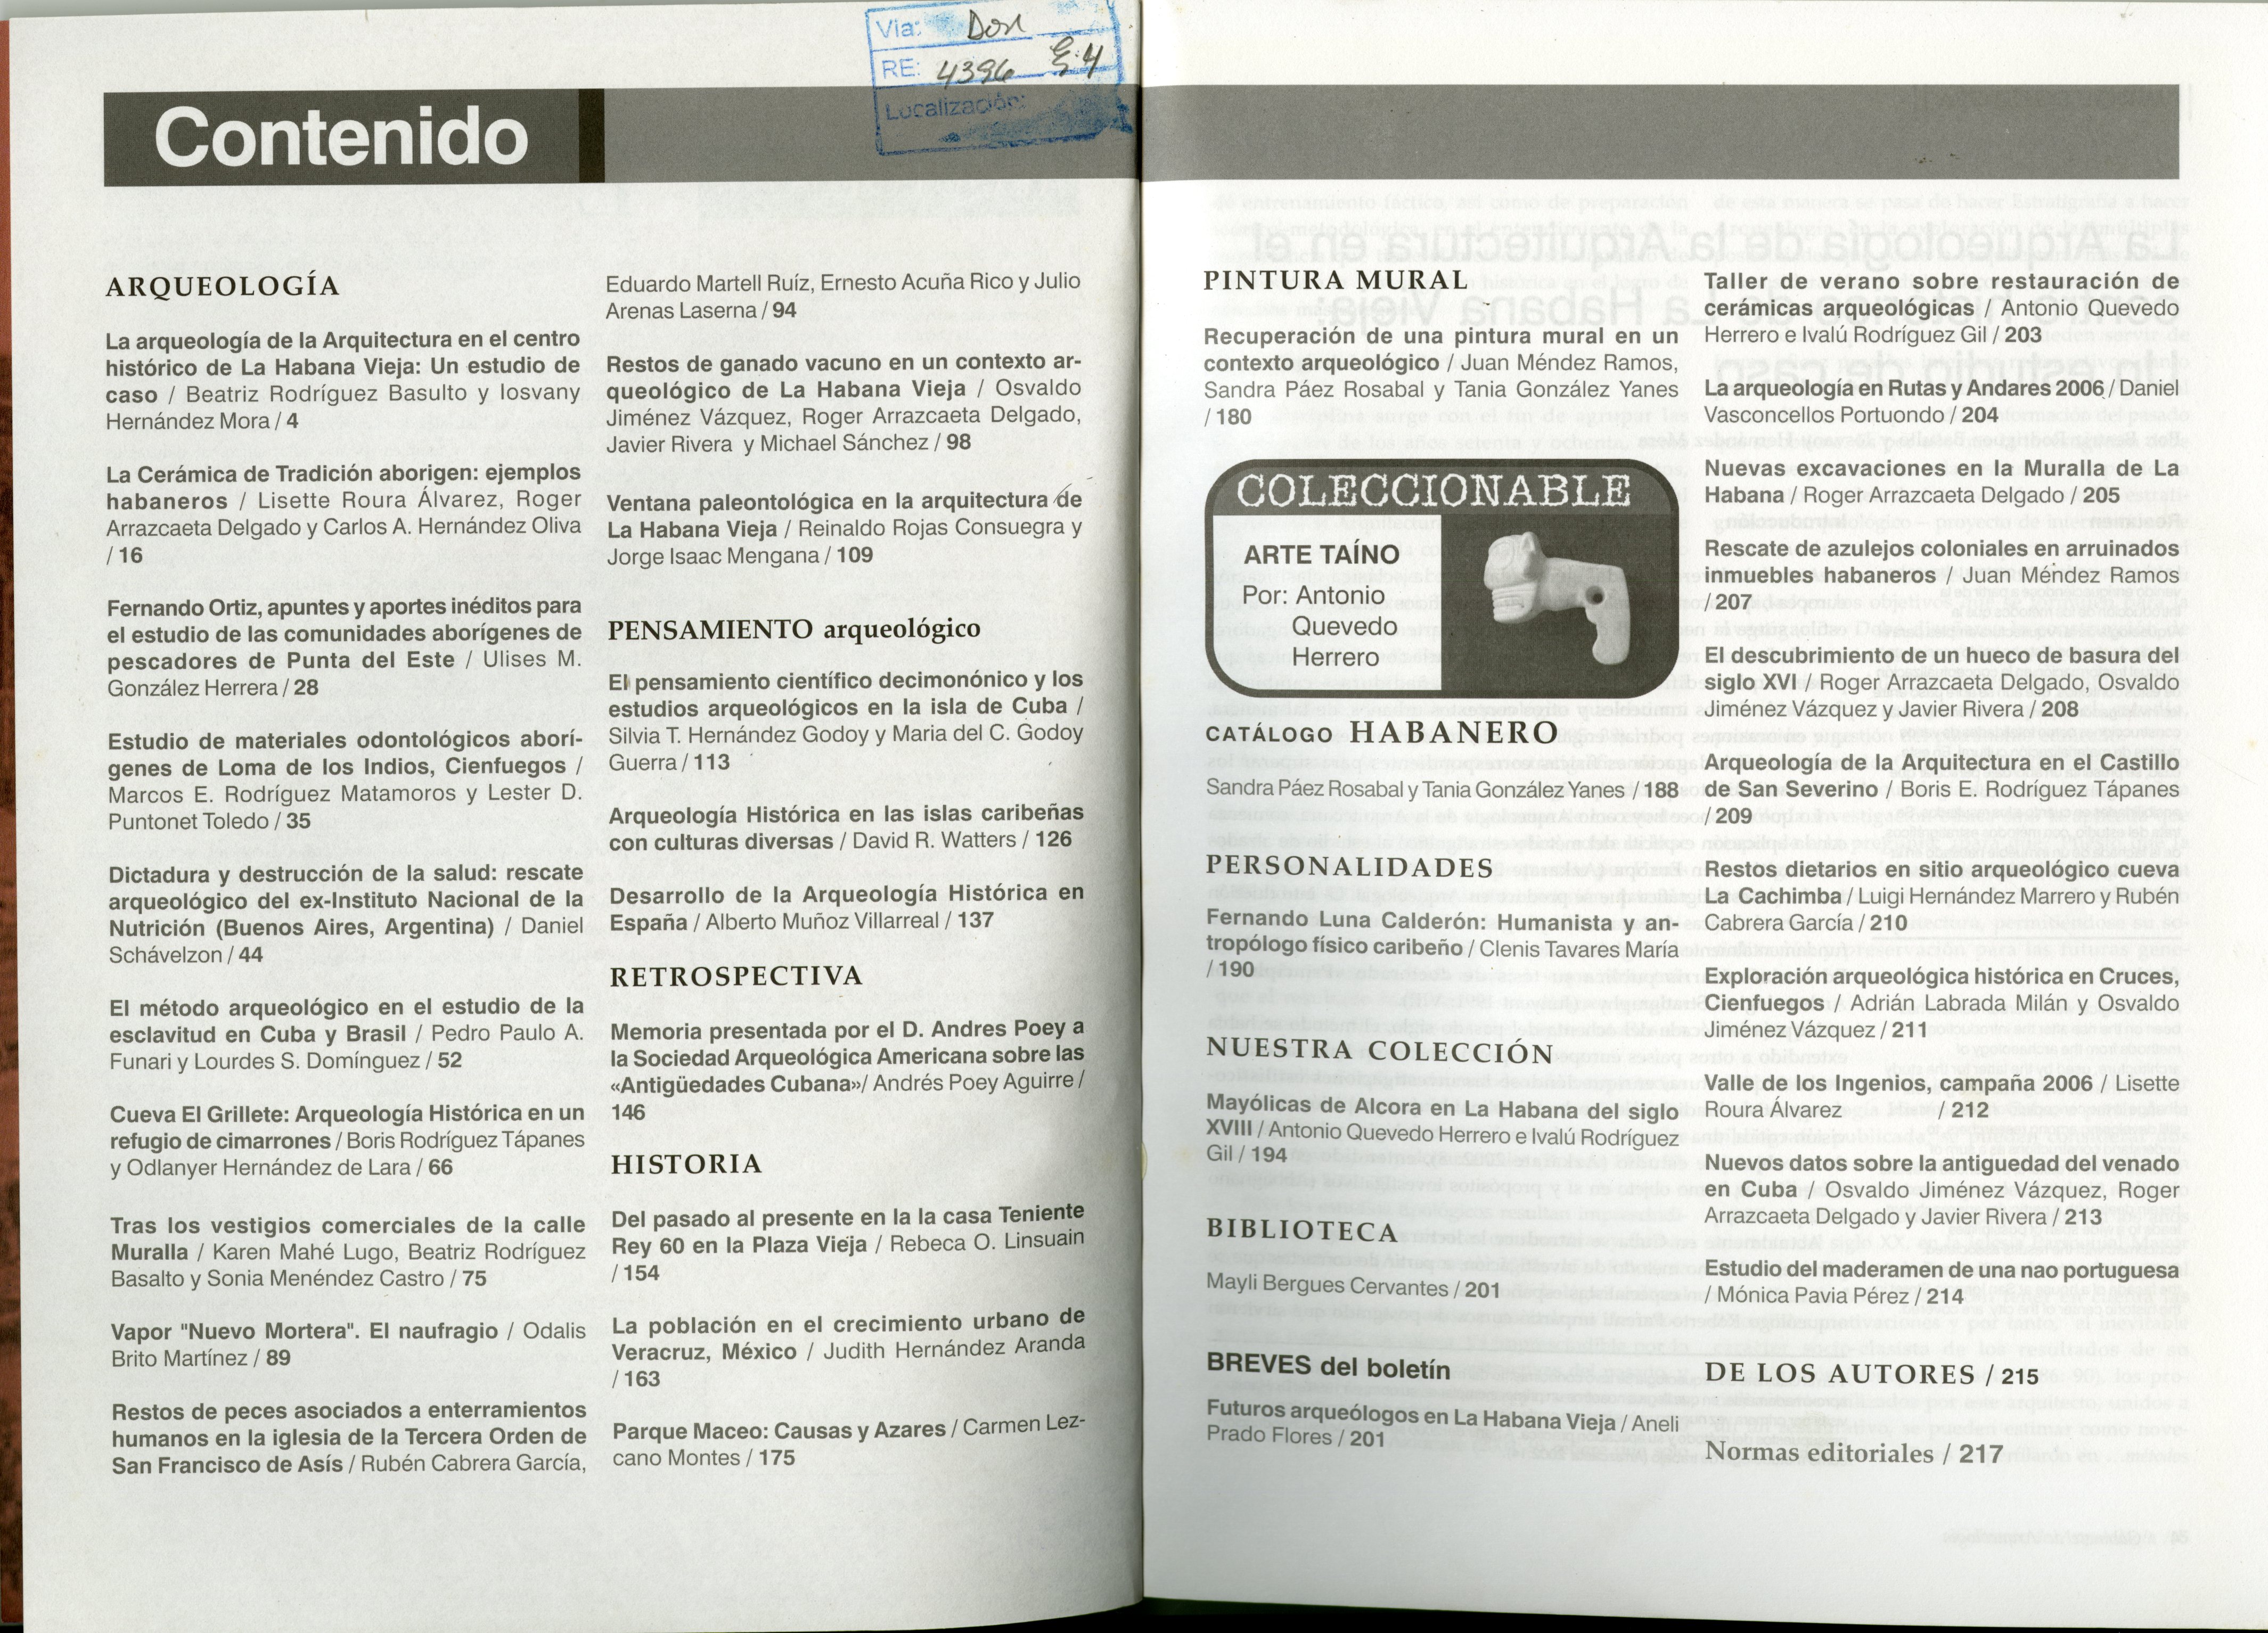 Via: Don
RE: 4396 G:4
Localización:
Contenido
ARQUEOLOGÍA
La arqueología de la Arquitectura en el centro
histórico de La Habana Vieja: Un estudio de
caso / Beatriz Rodríguez Basulto y Iosvany
Hernández Mora / 4
La Cerámica de Tradición aborigen: ejemplos
habaneros / Lisette Roura Álvarez, Roger
Arrazcaeta Delgado y Carlos A. Hernández Oliva
/ 16
Fernando Ortiz, apuntes y aportes inéditos para
el estudio de las comunidades aborígenes de
pescadores de Punta del Este / Ulises M.
González Herrera / 28
Estudio de materiales odontológicos aborí-
genes de Loma de los Indios, Cienfuegos /
Marcos E. Rodríguez Matamoros y Lester D.
Puntonet Toledo / 35
Dictadura y destrucción de la salud: rescate
arqueológico del ex-Instituto Nacional de la
Nutrición (Buenos Aires, Argentina) / Daniel
Schávelzon / 44
El método arqueológico en el estudio de la
esclavitud en Cuba y Brasil / Pedro Paulo A.
Funari y Lourdes S. Domínguez / 52
Cueva El Grillete: Arqueología Histórica en un
refugio de cimarrones / Boris Rodríguez Tápanes
y Odlanyer Hernández de Lara / 66
Tras los vestigios comerciales de la calle
Muralla / Karen Mahé Lugo, Beatriz Rodríguez
Basalto y Sonia Menéndez Castro / 75
Vapor "Nuevo Mortera". El naufragio / Odalis
Brito Martínez / 89
Restos de peces asociados a enterramientos
humanos en la iglesia de la Tercera Orden de
San Francisco de Asís / Rubén Cabrera García,
Eduardo Martell Ruíz, Ernesto Acuña Rico y Julio
Arenas Laserna / 94
Restos de ganado vacuno en un contexto ar-
queológico de La Habana Vieja / Osvaldo
Jiménez Vázquez, Roger Arrazcaeta Delgado,
Javier Rivera y Michael Sánchez / 98
Ventana paleontológica en la arquitectura de
La Habana Vieja / Reinaldo Rojas Consuegra y
Jorge Isaac Mengana / 109
PENSAMIENTO arqueológico
El pensamiento científico decimonónico y los
estudios arqueológicos en la isla de Cuba /
Silvia T. Hernández Godoy y Maria del C. Godoy
Guerra / 113
Arqueología Histórica en las islas caribeñas
con culturas diversas / David R. Watters / 126
Desarrollo de la Arqueología Histórica en
España / Alberto Muñoz Villarreal / 137
RETROSPECTIVA
Memoria presentada por el D. Andres Poey a
la Sociedad Arqueológica Americana sobre las
«Antigüedades Cubana»/ Andrés Poey Aguirre /
146
HISTORIA
Del pasado al presente en la la casa Teniente
Rey 60 en la Plaza Vieja / Rebeca O. Linsuain
/ 154
La población en el crecimiento urbano de
Veracruz, México / Judith Hernández Aranda
/ 163
Parque Maceo: Causas y Azares / Carmen Lez-
cano Montes / 175
PINTURA MURAL
Recuperación de una pintura mural en un
contexto arqueológico / Juan Méndez Ramos,
Sandra Páez Rosabal y Tania González Yanes
/ 180
COLECCIONABLE
ARTE TAÍNO
Por: Antonio
Quevedo
Herrero
CATÁLOGO HABANERO
Sandra Páez Rosabal y Tania González Yanes / 188
PERSONALIDADES
Fernando Luna Calderón: Humanista y an-
tropólogo físico caribeño / Clenis Tavares María
/ 190
NUESTRA COLECCIÓN
Mayólicas de Alcora en La Habana del siglo
XVIII / Antonio Quevedo Herrero e Ivalú Rodríguez
Gil / 194
BIBLIOTECA
Mayli Bergues Cervantes / 201
BREVES del boletín
Futuros arqueólogos en La Habana Vieja / Aneli
Prado Flores / 201
Taller de verano sobre restauración de
cerámicas arqueológicas / Antonio Quevedo
Herrero e Ivalú Rodríguez Gil / 203
La arqueología en Rutas y Andares 2006 / Daniel
Vasconcellos Portuondo / 204
Nuevas excavaciones en la Muralla de La
Habana / Roger Arrazcaeta Delgado / 205
Rescate de azulejos coloniales en arruinados
inmuebles habaneros / Juan Méndez Ramos
/ 207
El descubrimiento de un hueco de basura del
siglo XVI / Roger Arrazcaeta Delgado, Osvaldo
Jiménez Vázquez y Javier Rivera / 208
Arqueología de la Arquitectura en el Castillo
de San Severino / Boris E. Rodríguez Tápanes
/ 209
Restos dietarios en sitio arqueológico cueva
La Cachimba / Luigi Hernández Marrero y Rubén
Cabrera García / 210
Exploración arqueológica histórica en Cruces,
Cienfuegos / Adrián Labrada Milán y Osvaldo
Jiménez Vázquez / 211
Valle de los Ingenios, campaña 2006 / Lisette
Roura Álvarez / 212
Nuevos datos sobre la antiguedad del venado
en Cuba / Osvaldo Jiménez Vázquez, Roger
Arrazcaeta Delgado y Javier Rivera / 213
Estudio del maderamen de una nao portuguesa
/ Mónica Pavia Pérez / 214
DE LOS AUTORES / 215
Normas editoriales / 217